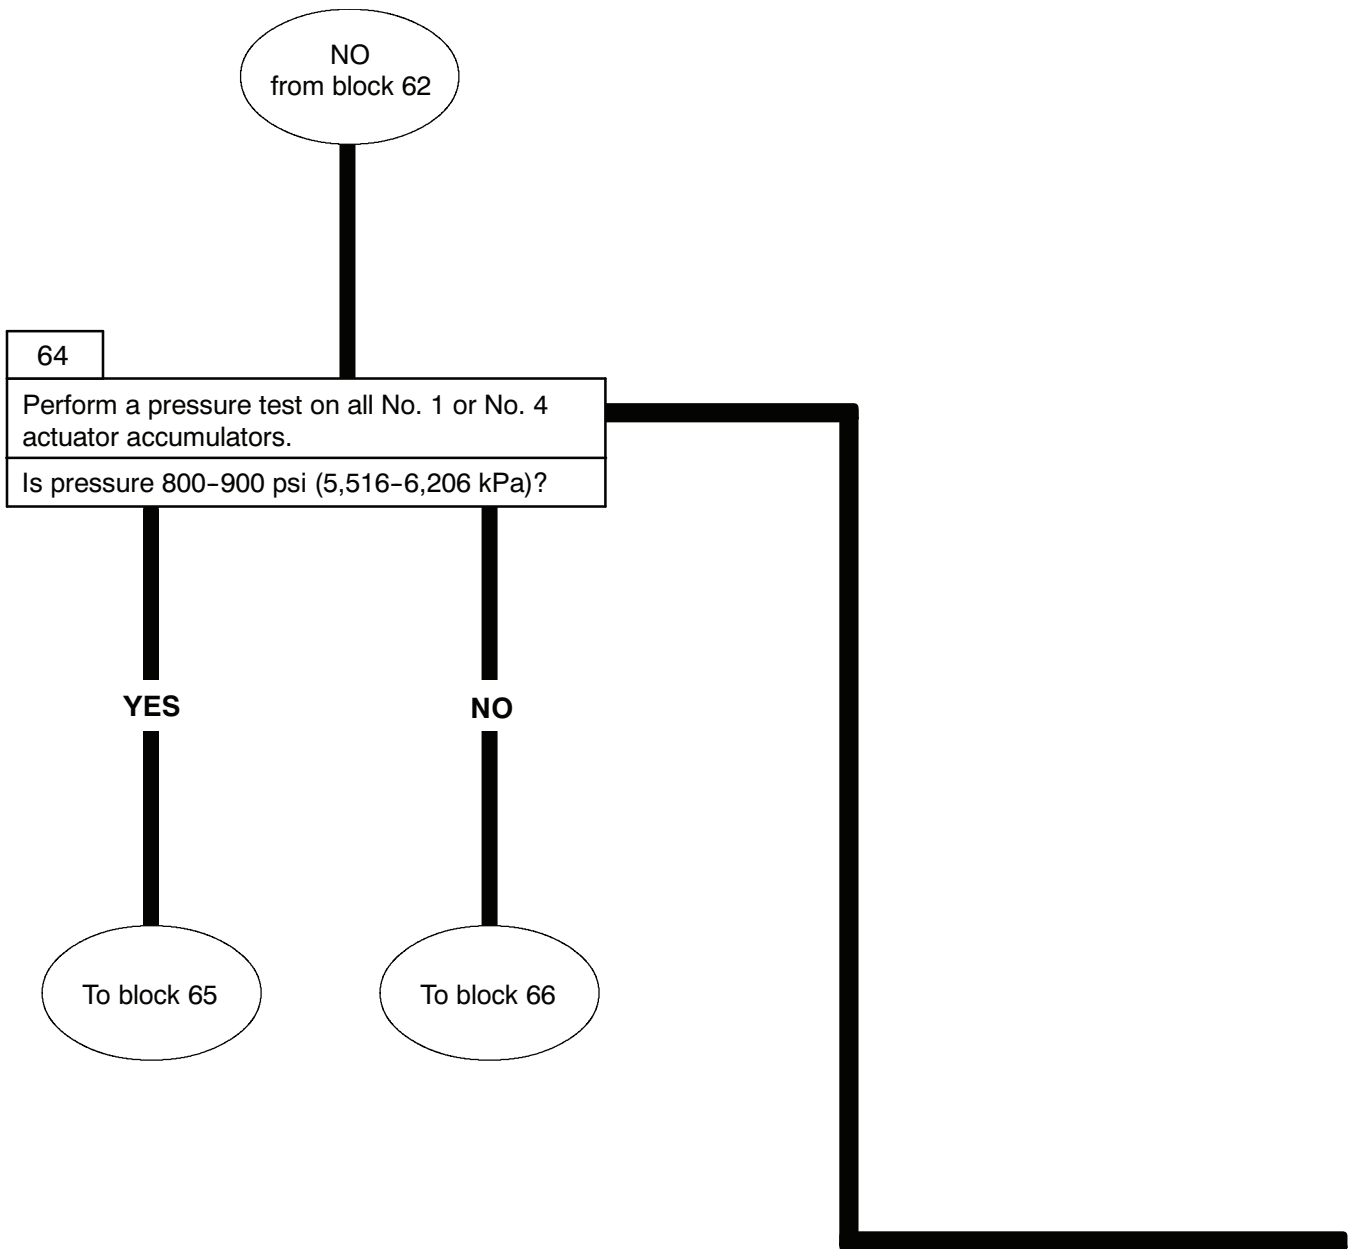 NO
from block 62
64
Perform a pressure test on all No. 1 or No. 4
actuator accumulators.
Is pressure 800-900 psi (5,516-6,206 kPa)?
YES
NO
To block 65
To block 66